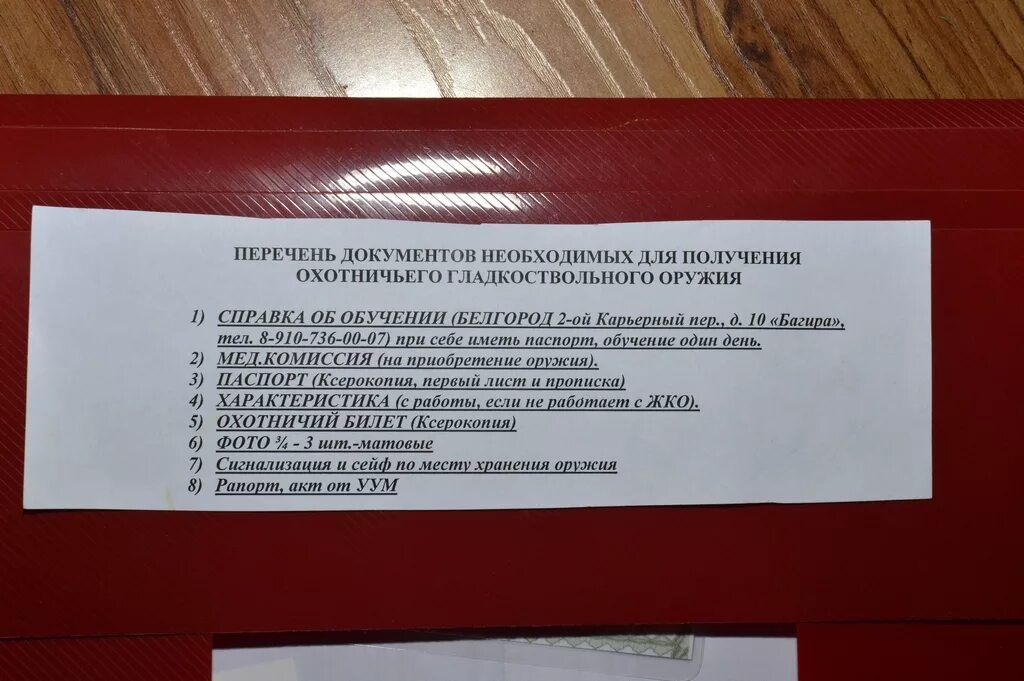 ПЕРЕЧЕНЬ ДОКУМЕНТОВ НЕОБХОДИМЫХ ДЛЯ ПОЛУЧЕНИЯ
ОХОТНИЧЬЕГО ГЛАДКОСТВОЛЬНОГО ОРУЖИЯ
1) СПРАВКА ОБ ОБУЧЕНИИ (БЕЛГОРОД 2-ой Карьерный пер., д. 10 «Багира»,
тел. 8-910-736-00-07) при себе иметь паспорт, обучение один день.
2) МЕД.КОМИССИЯ (на приобретение оружия).
3) ПАСПОРТ (Ксерокопия, первый лист и прописка)
4) ХАРАКТЕРИСТИКА (с работы, если не работает с ЖКО).
5) ОХОТНИЧИЙ БИЛЕТ (Ксерокопия)
6) ФОТО ¾ - 3 шт.-матовые
7) Сигнализация и сейф по месту хранения оружия
8) Рапорт, акт от УУМ